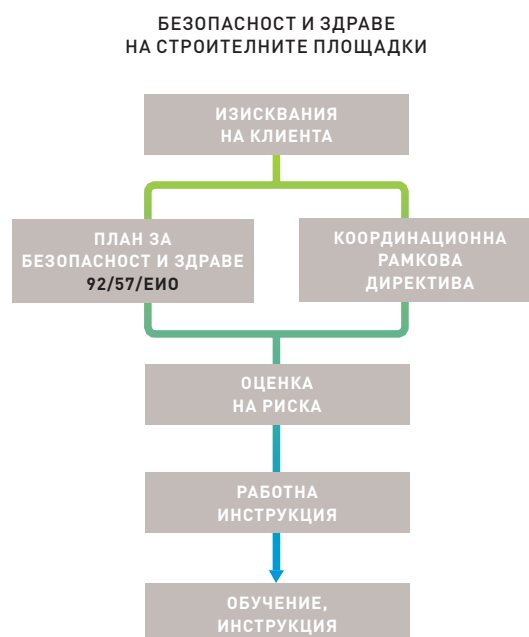 БЕЗОПАСНОСТ И ЗДРАВЕ
НА СТРОИТЕЛНИТЕ ПЛОЩАДКИ
ИЗИСКВАНИЯ
НА КЛИЕНТА
ПЛАН ЗА
БЕЗОПАСНОСТ И ЗДРАВЕ
92/57/ЕИО
КООРДИНАЦИОННА
РАМКОВА
ДИРЕКТИВА
ОЦЕНКА
НА РИСКА
РАБОТНА
ИНСТРУКЦИЯ
ОБУЧЕНИЕ,
ИНСТРУКЦИЯ